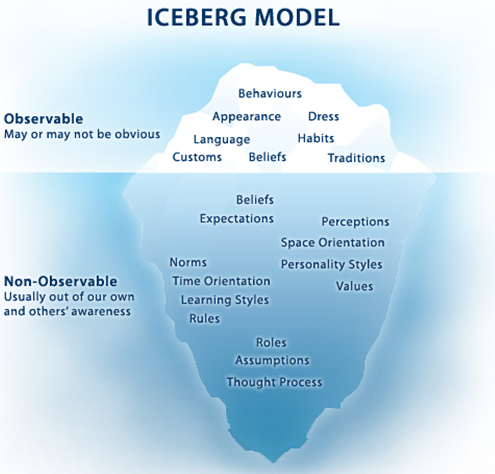 ICEBERG MODEL
Behaviours
Observable
May or may not be obvious
Appearance Dress
Language Habits
Customs Beliefs Traditions
Beliefs
Expectations Perceptions
Space Orientation
Norms Personality Styles
Non-Observable
Usually out of our own
and others' awareness
Time Orientation Values
Learning Styles
Rules
Roles
Assumptions
Thought Process